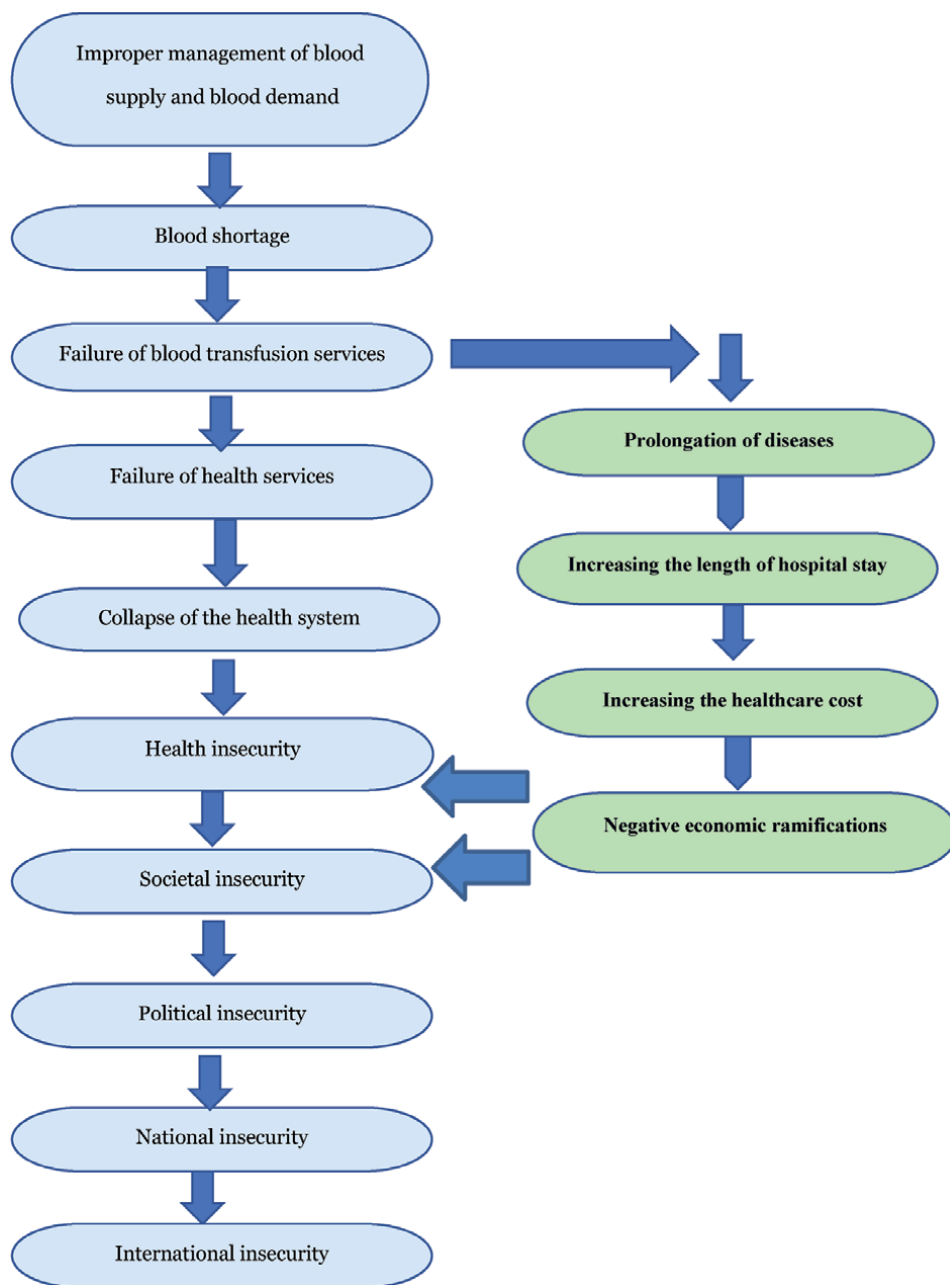 Improper management of blood
supply and blood demand
Blood shortage
Failure of blood transfusion services
Failure of health services
Collapse of the health system
Health insecurity
Societal insecurity
Political insecurity
National insecurity
International insecurity
Prolongation of diseases
Increasing the length of hospital stay
Increasing the healthcare cost
Negative economic ramifications